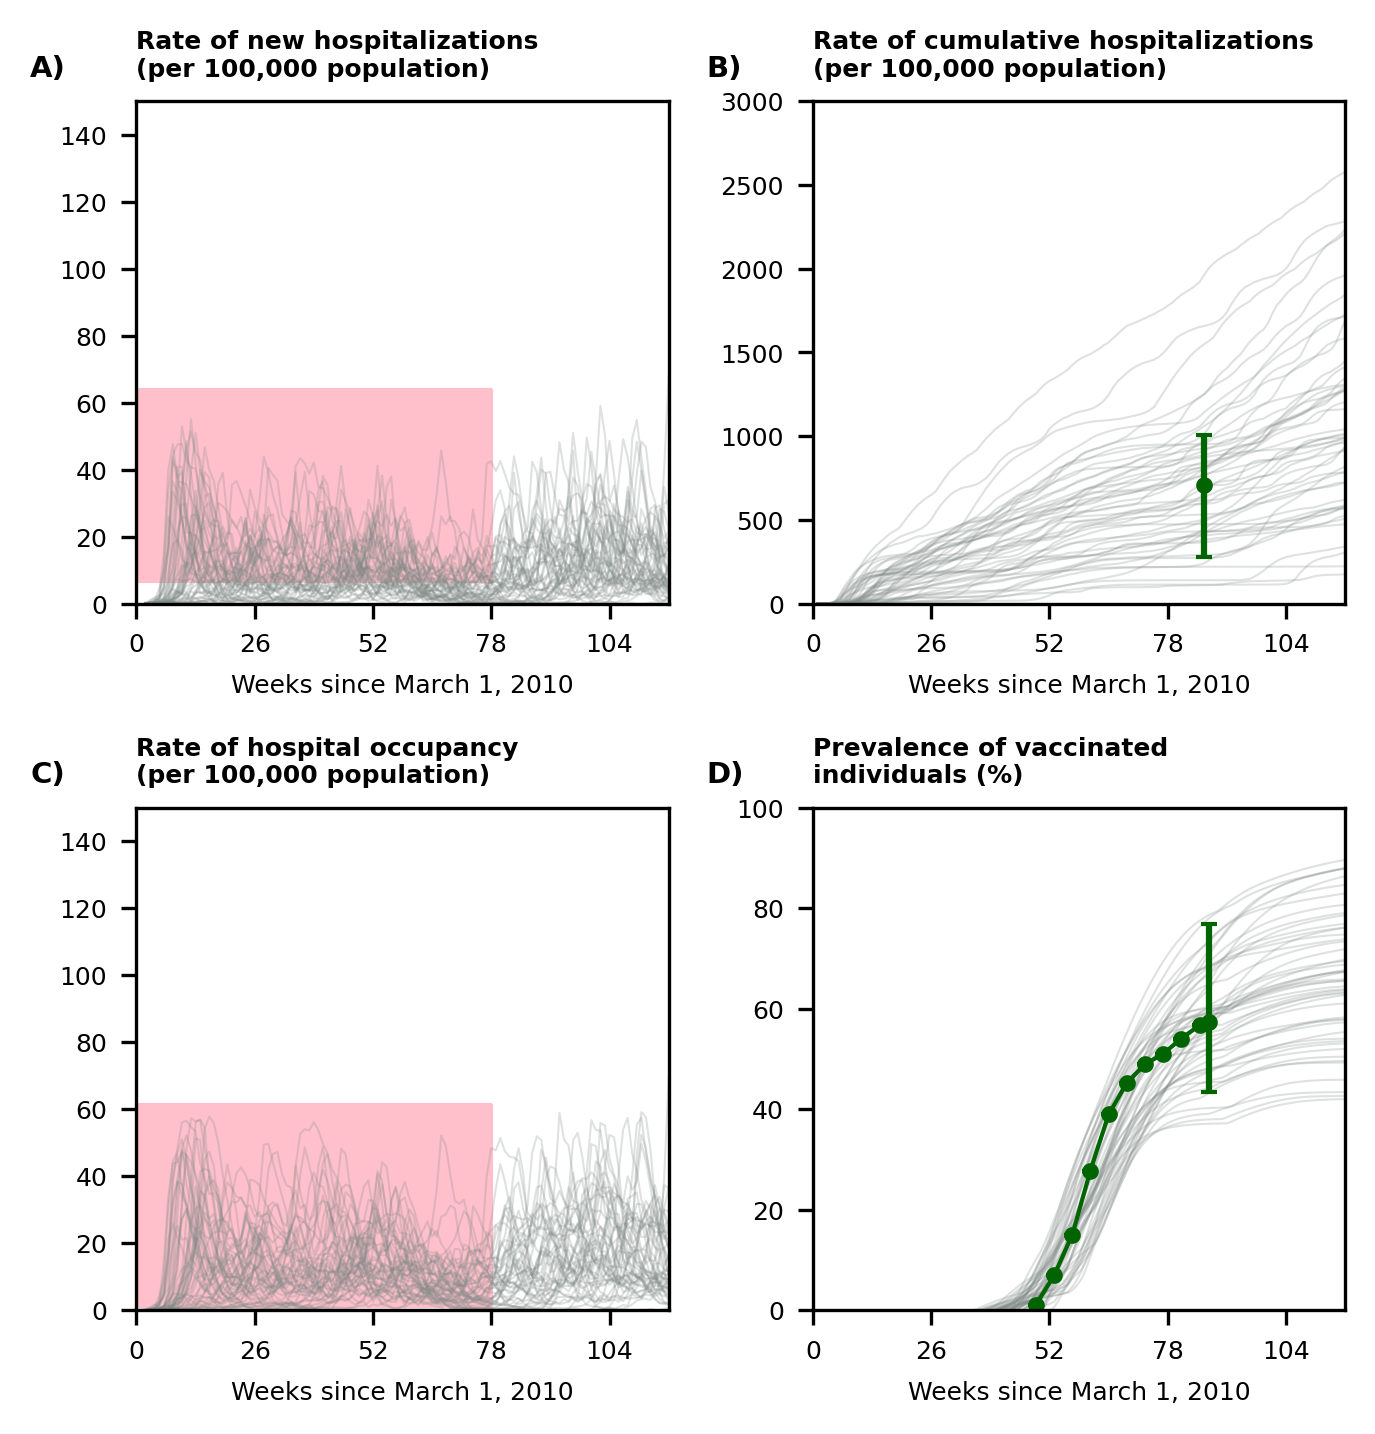 A)
Rate of new hospitalizations
(per 100,000 population)
140
120
100
80
60
40
20
0
0 26 52 78 104
Weeks since March 1, 2010
B)
Rate of cumulative hospitalizations
(per 100,000 population)
3000
2500
2000
1500
1000
500
0
0 26 52 78 104
Weeks since March 1, 2010
C)
Rate of hospital occupancy
(per 100,000 population)
140
120
100
80
60
40
20
0
0 26 52 78 104
Weeks since March 1, 2010
D)
Prevalence of vaccinated
individuals (%)
100
80
60
40
20
0
0 26 52 78 104
Weeks since March 1, 2010